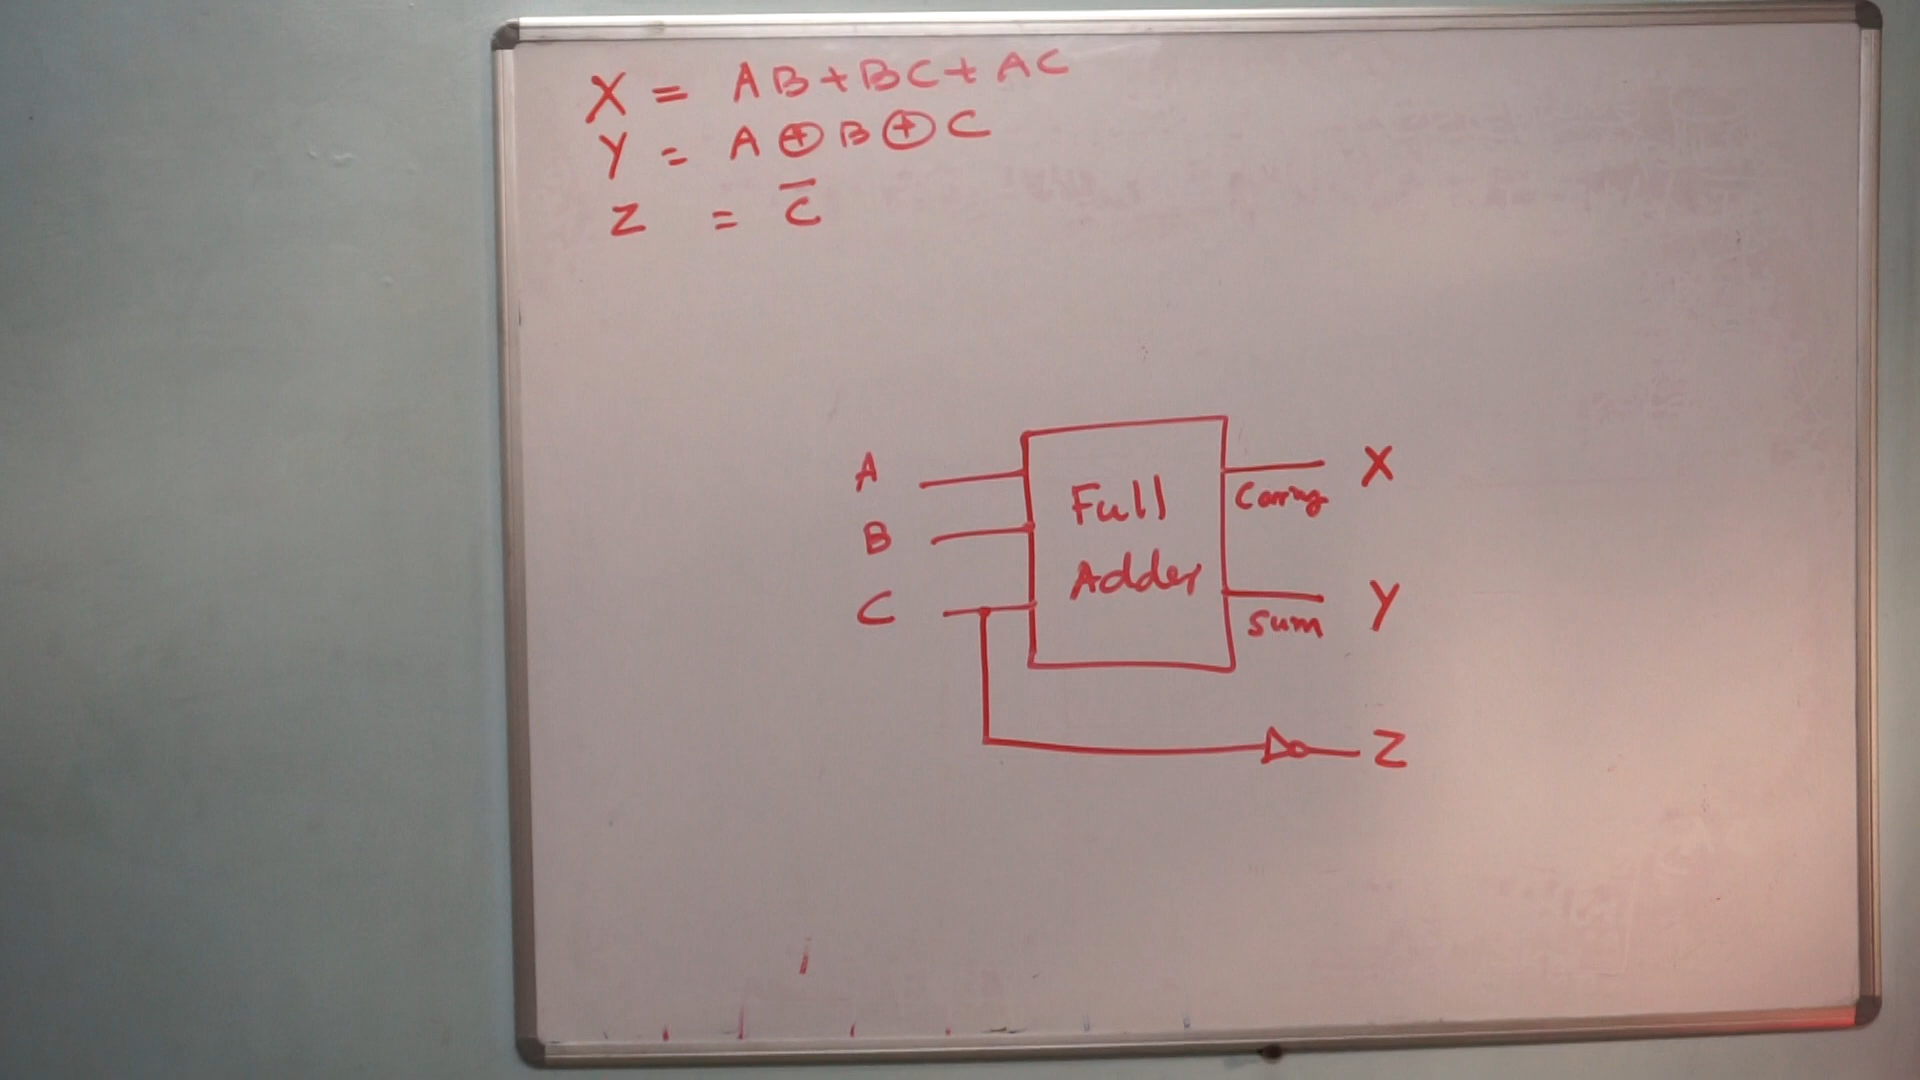 X = AB + BC + AC
Y = A ⊕ B ⊕ C
Z = C̅
A
B
C
Full
Adder
Carry
X
Sum
Y
Z